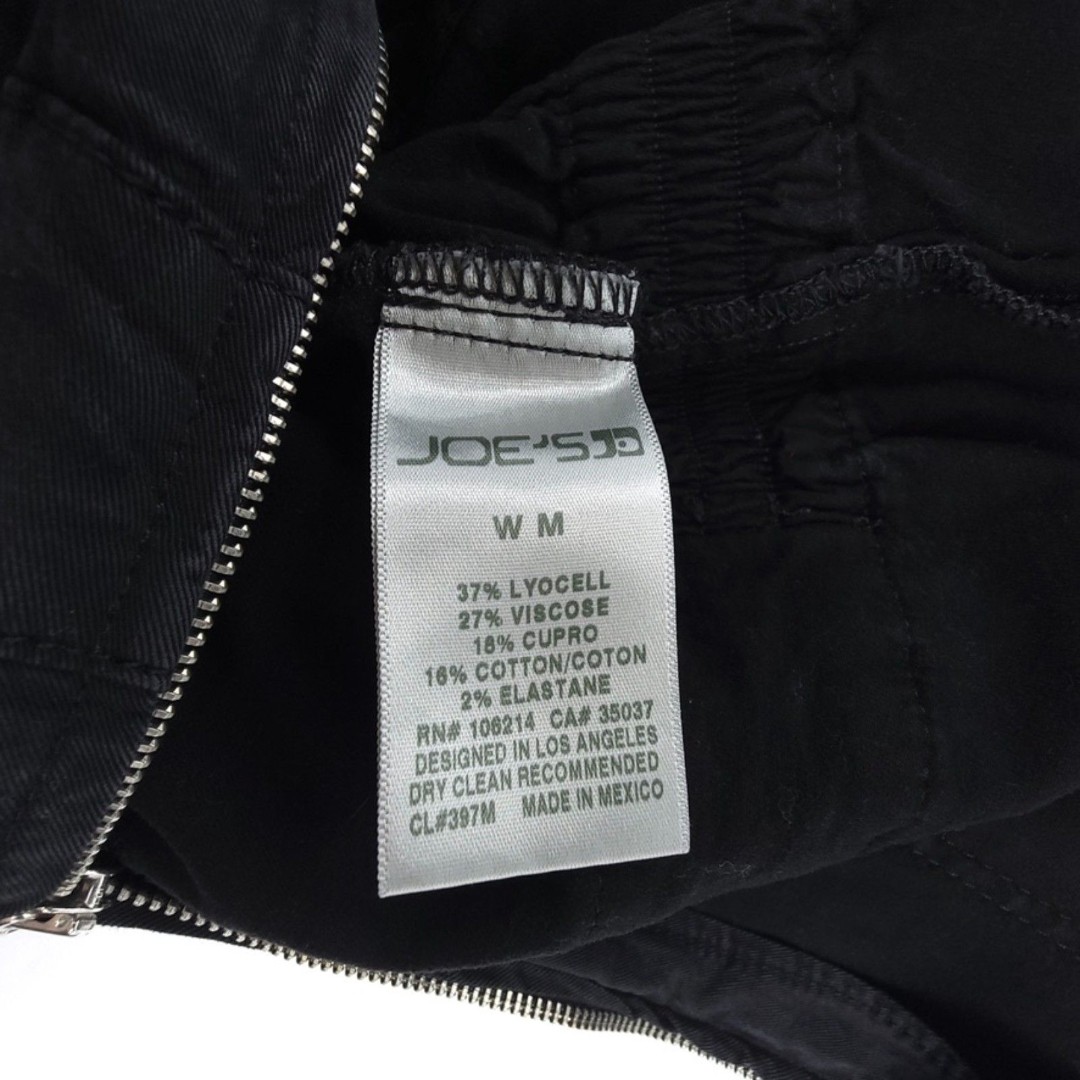 JOE'S JD
W M
37% LYOCELL
27% VISCOSE
18% CUPRO
16% COTTON/COTON
2% ELASTANE
RN# 106214 CA# 35037
DESIGNED IN LOS ANGELES
DRY CLEAN RECOMMENDED
CL#397M MADE IN MEXICO